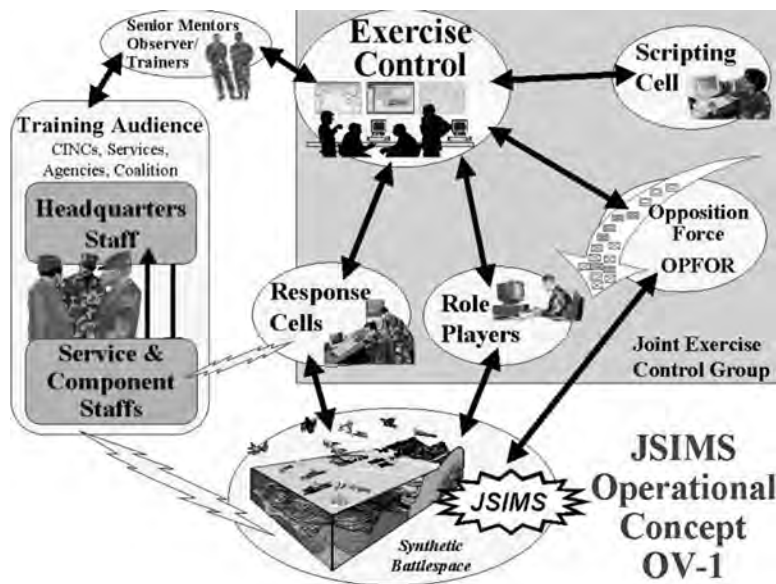 Senior Mentors
Observer/
Trainers
Exercise
Control
Scripting
Cell
Training Audience
CINCs, Services,
Agencies, Coalition
Headquarters
Staff
Service &
Component
Staffs
Response
Cells
Role
Players
Opposition
Force
OPFOR
Joint Exercise
Control Group
JSIMS
Synthetic
Battlespace
JSIMS
Operational
Concept
OV-1